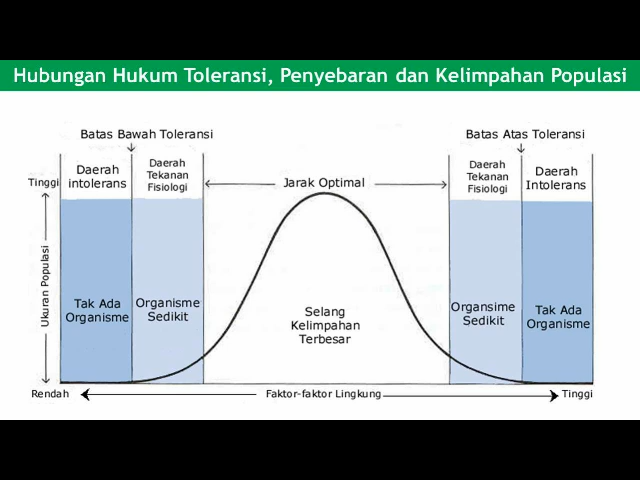 Hubungan Hukum Toleransi, Penyebaran dan Kelimpahan Populasi
Batas Bawah Toleransi
Batas Atas Toleransi
Daerah
intolerans
Daerah
Tekanan
Fisiologi
Jarak Optimal
Daerah
Tekanan
Fisiologi
Daerah
Intolerans
Tinggi
Ukuran Populasi
Tak Ada
Organisme
Organisme
Sedikit
Selang
Kelimpahan
Terbesar
Organsime
Sedikit
Tak Ada
Organisme
Rendah
Faktor-faktor Lingkung
Tinggi